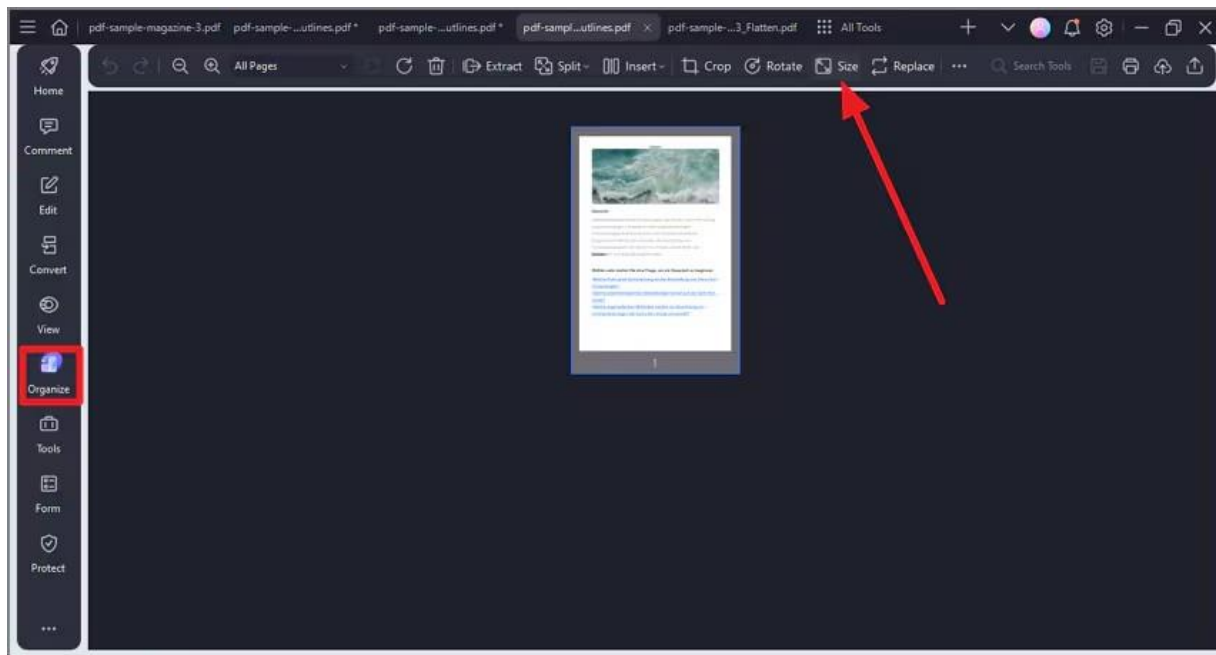 pdf-sample-magazine-3.pdf pdf-sample-...utlines.pdf * pdf-sample-...utlines.pdf * pdf-sampl...utlines.pdf pdf-sample-...3_Flatten.pdf All Tools
All Pages Extract Split Insert Crop Rotate Size Replace Search Tools
Home
Comment
Edit
Convert
View
Organize
Tools
Form
Protect
1